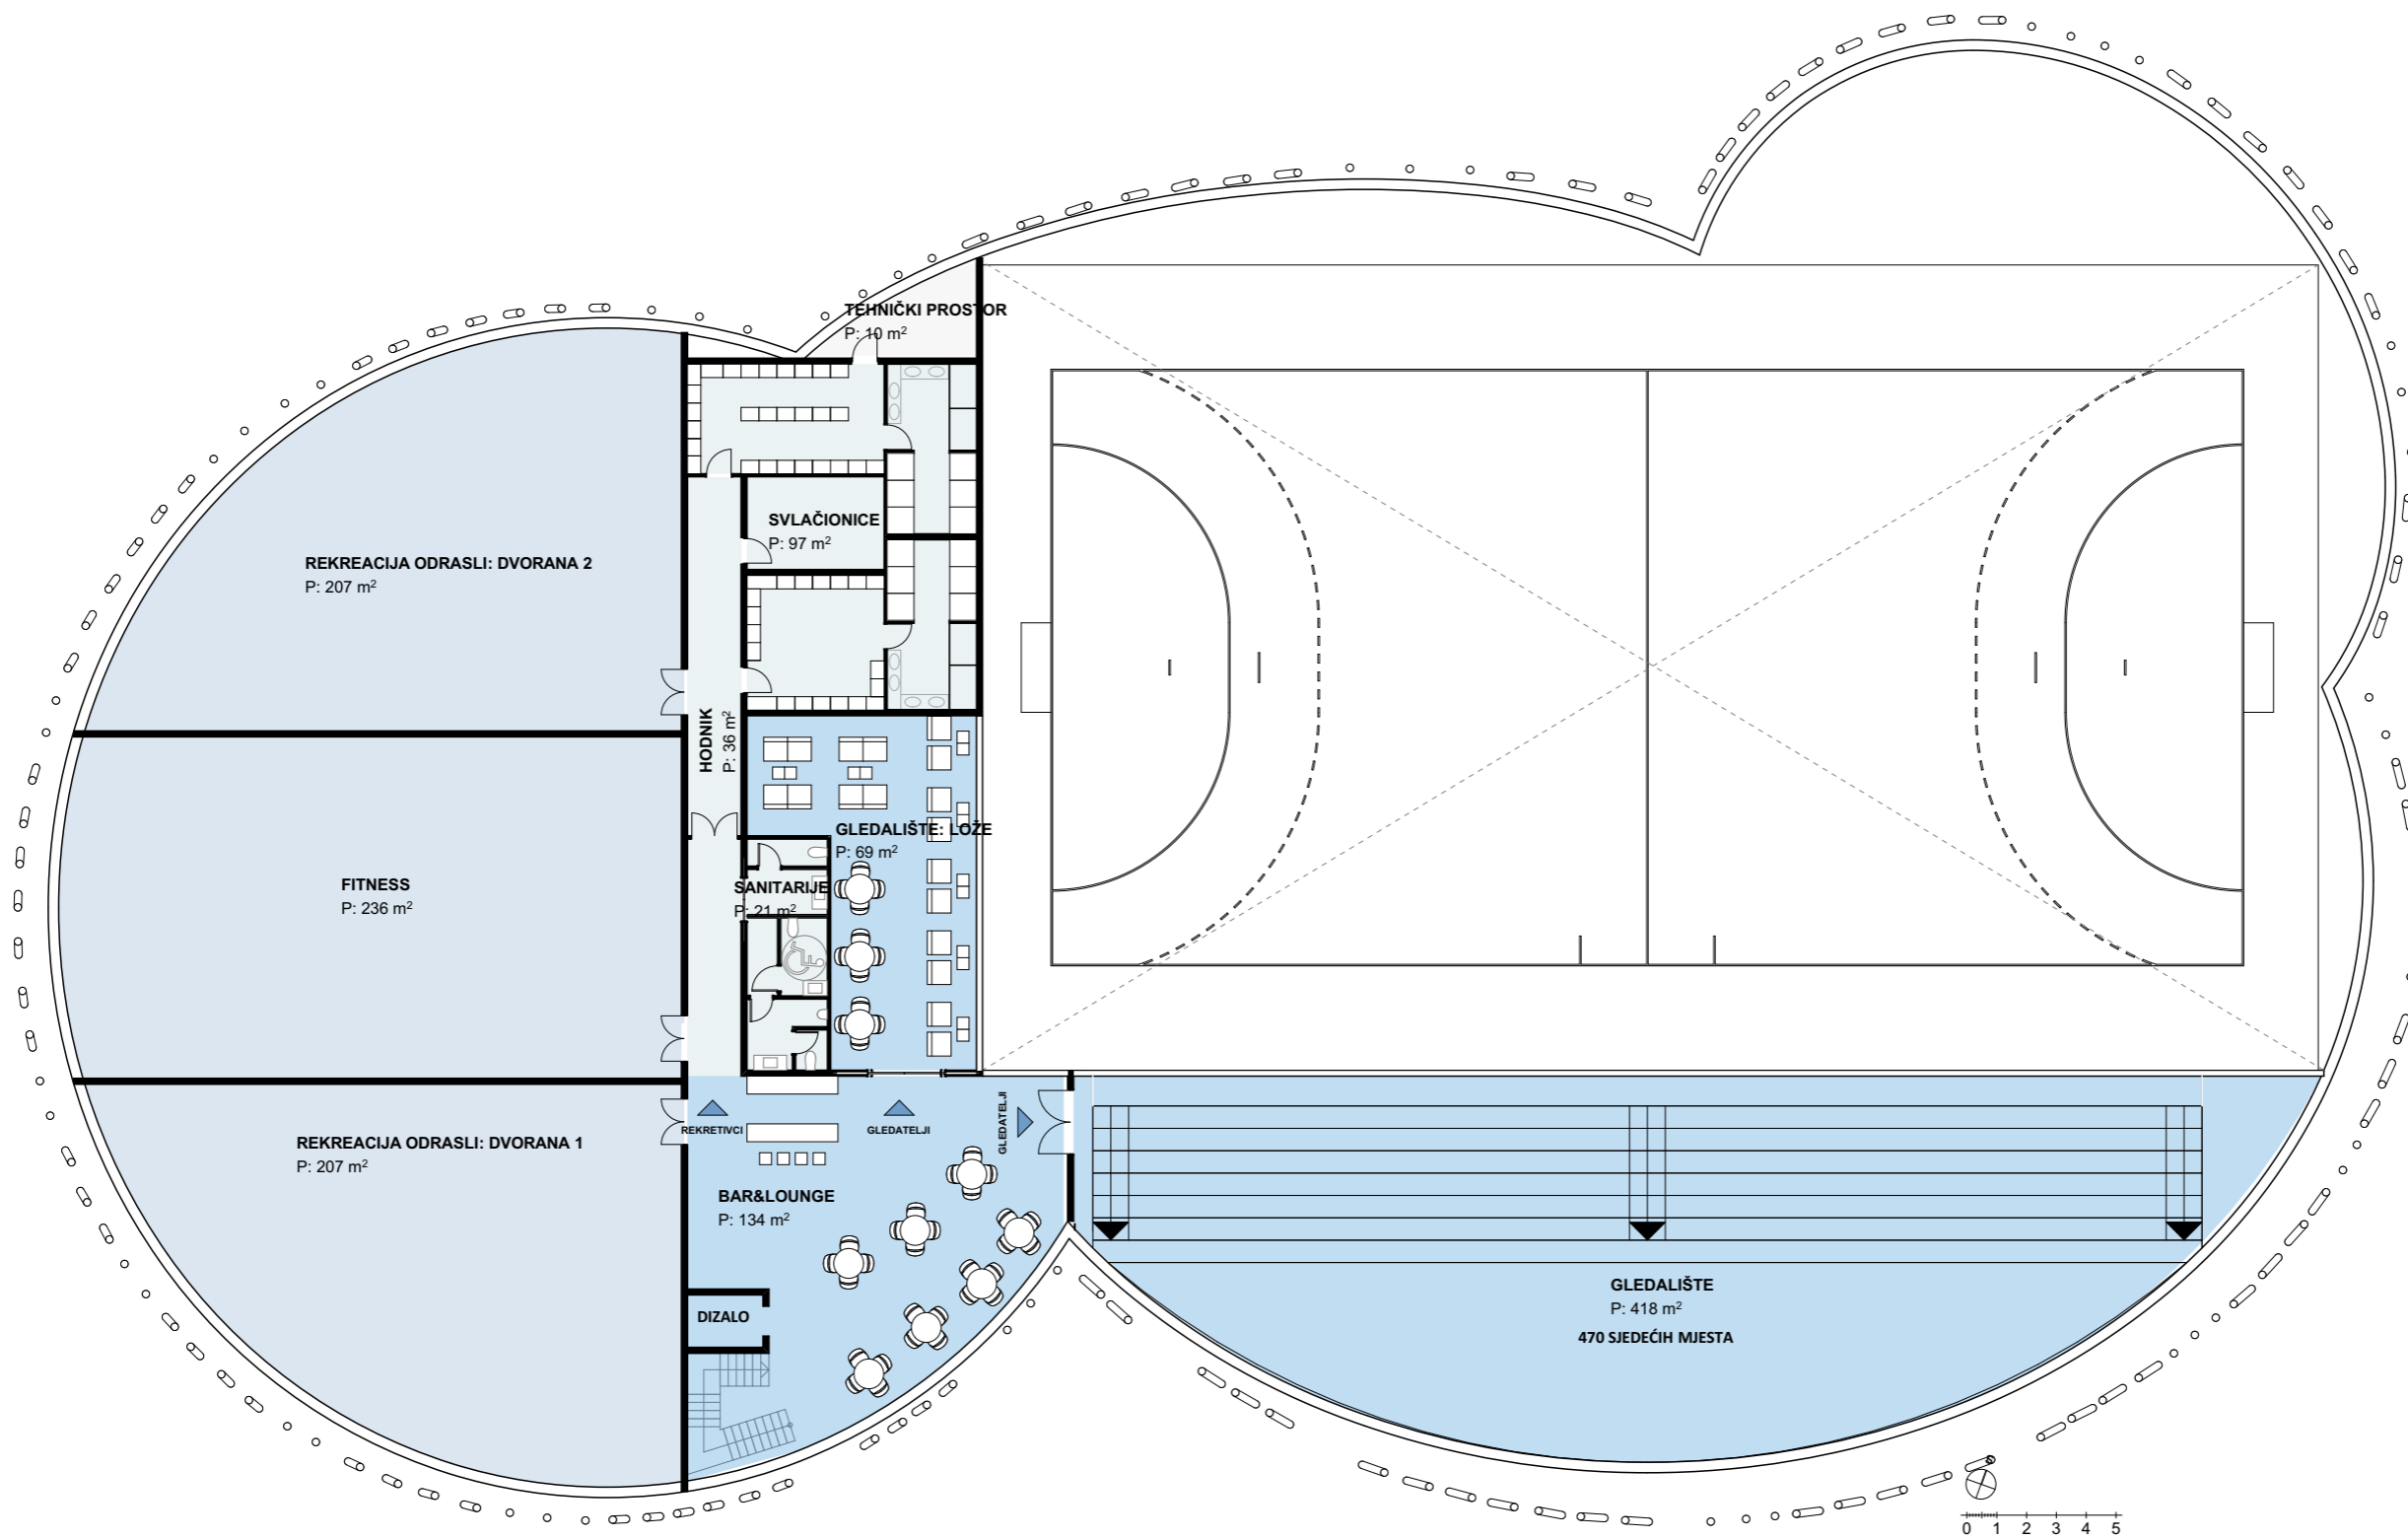 TEHNIČKI PROSTOR
P: 10 m²
SVLAČIONICE
P: 97 m²
REKREACIJA ODRASLI: DVORANA 2
P: 207 m²
HODNIK
P: 36 m²
GLEDALIŠTE: LOŽE
P: 69 m²
FITNESS
P: 236 m²
SANITARIJE
P: 21 m²
REKRETIVCI
GLEDATELJI
GLEDATELJI
REKREACIJA ODRASLI: DVORANA 1
P: 207 m²
BAR&LOUNGE
P: 134 m²
DIZALO
GLEDALIŠTE
P: 418 m²
470 SJEDEĆIH MJESTA
S
0 1 2 3 4 5